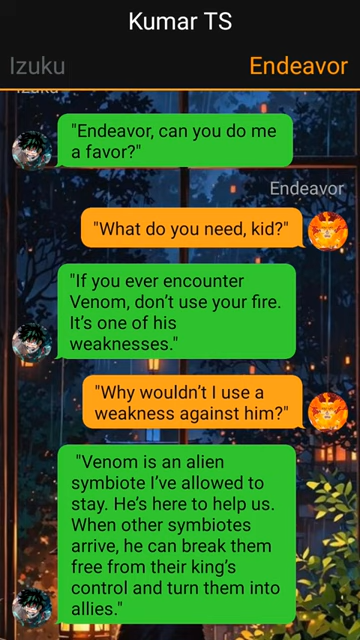 Kumar TS
Izuku
Endeavor
Izuku
"Endeavor, can you do me
a favor?"
Endeavor
"What do you need, kid?"
"If you ever encounter
Venom, don’t use your fire.
It’s one of his
weaknesses."
"Why wouldn’t I use a
weakness against him?"
"Venom is an alien
symbiote I’ve allowed to
stay. He’s here to help us.
When other symbiotes
arrive, he can break them
free from their king’s
control and turn them into
allies."